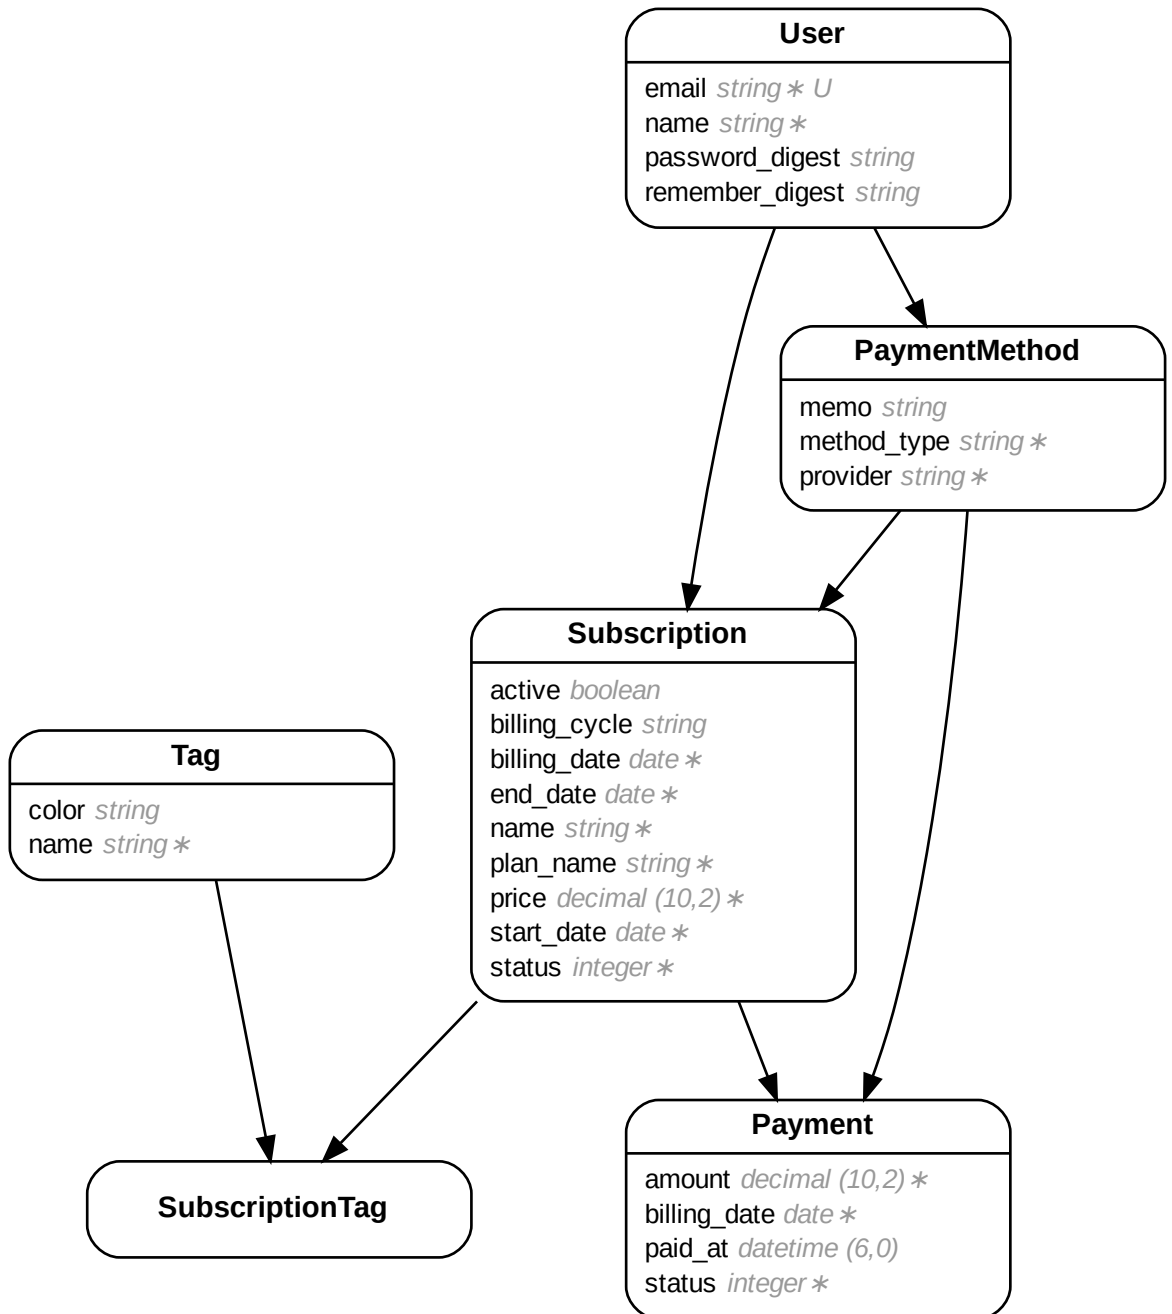 User
email string∗ U
name string∗
password_digest string
remember_digest string
PaymentMethod
memo string
method_type string∗
provider string∗
Subscription
active boolean
billing_cycle string
billing_date date∗
end_date date∗
name string∗
plan_name string∗
price decimal (10,2)∗
start_date date∗
status integer∗
Tag
color string
name string∗
SubscriptionTag
Payment
amount decimal (10,2)∗
billing_date date∗
paid_at datetime (6,0)
status integer∗